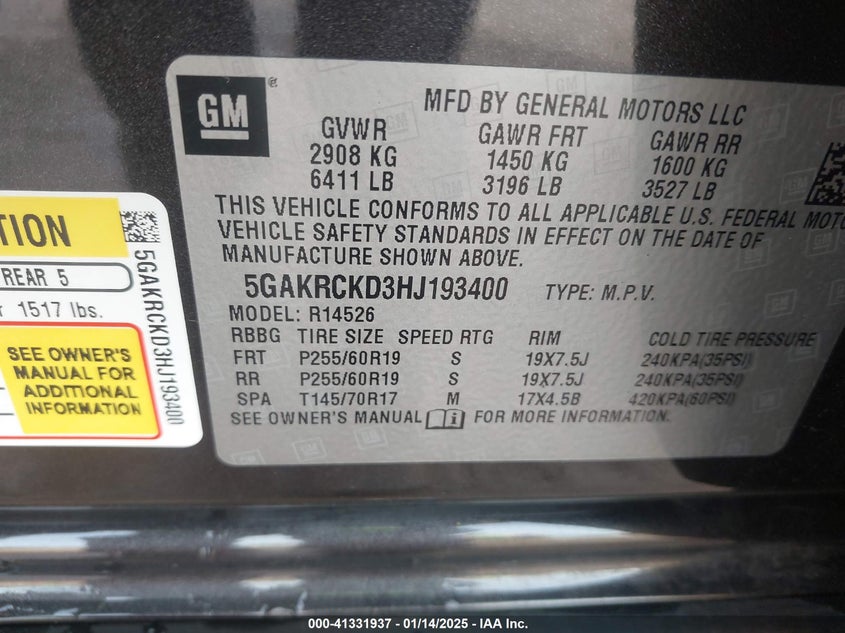 GM
MFD BY GENERAL MOTORS LLC
GVWR GAWR FRT GAWR RR
2908 KG 1450 KG 1600 KG
6411 LB 3196 LB 3527 LB
THIS VEHICLE CONFORMS TO ALL APPLICABLE U.S. FEDERAL MOTO
VEHICLE SAFETY STANDARDS IN EFFECT ON THE DATE OF
MANUFACTURE SHOWN ABOVE.
5GAKRCKD3HJ193400 TYPE: M.P.V.
MODEL: R14526
RBBG TIRE SIZE SPEED RTG RIM COLD TIRE PRESSURE
FRT P255/60R19 S 19X7.5J 240KPA(35PSI)
RR P255/60R19 S 19X7.5J 240KPA(35PSI)
SPA T145/70R17 M 17X4.5B 420KPA(60PSI)
SEE OWNER'S MANUAL i FOR MORE INFORMATION.
TION
REAR 5
r 1517 lbs.
SEE OWNER'S
MANUAL FOR
ADDITIONAL
INFORMATION
5GAKRCKD3HJ193400
000-41331937 - 01/14/2025 - IAA Inc.